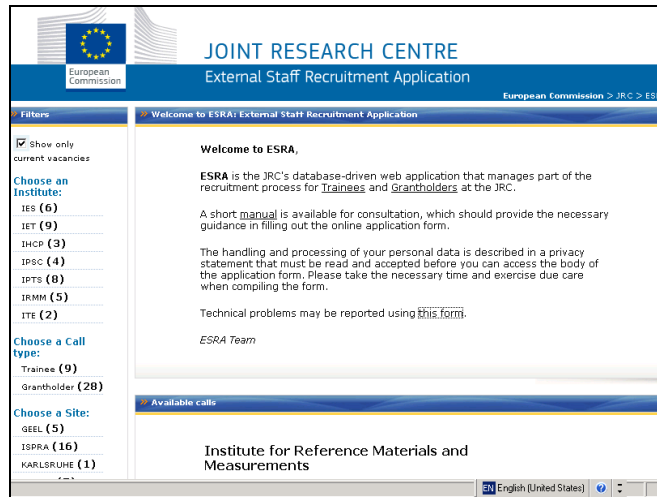 JOINT RESEARCH CENTRE
External Staff Recruitment Application
European
Commission
European Commission > JRC >
» Filters
Show only
current vacancies
Choose an
Institute:
IES (6)
IET (9)
IHCP (3)
IPSC (4)
IPTS (8)
IRMM (5)
ITE (2)
Choose a Call
type:
Trainee (9)
Grantholder (28)
Choose a Site:
GEEL (5)
ISPRA (16)
KARLSRUHE (1)
» Welcome to ESRA: External Staff Recruitment Application
Welcome to ESRA,
ESRA is the JRC's database-driven web application that manages part of the
recruitment process for Trainees and Grantholders at the JRC.
A short manual is available for consultation, which should provide the necessary
guidance in filling out the online application form.
The handling and processing of your personal data is described in a privacy
statement that must be read and accepted before you can access the body of
the application form. Please take the necessary time and exercise due care
when compiling the form.
Technical problems may be reported using this form.
ESRA Team
» Available calls
Institute for Reference Materials and
Measurements
EN English (United States)